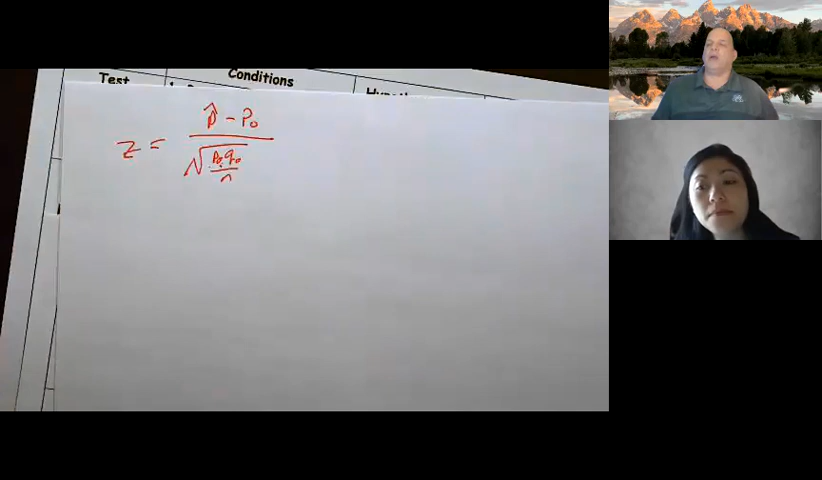 Test
Conditions
z = (p̂ - P₀) / √(p₀q₀ / n)